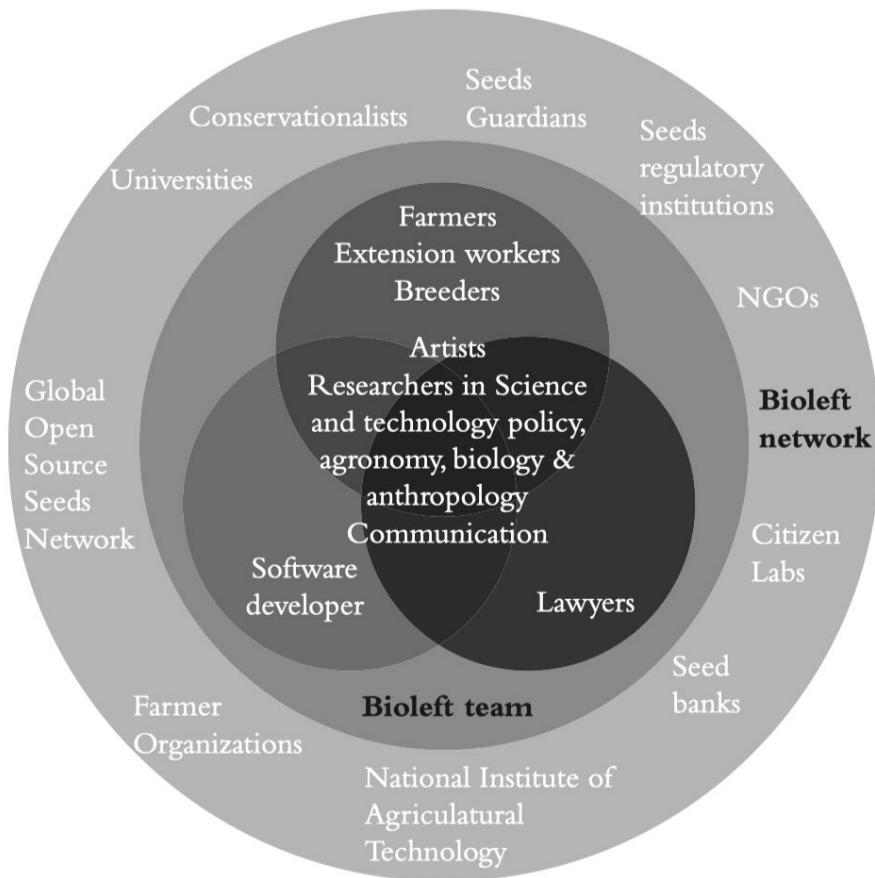 Seeds
Guardians
Conservationalists
Seeds
regulatory
institutions
Universities
Farmers
Extension workers
Breeders
NGOs
Artists
Researchers in Science
and technology policy,
agronomy, biology &
anthropology
Communication
Global
Open
Source
Seeds
Network
Bioleft
network
Citizen
Labs
Software
developer
Lawyers
Seed
banks
Bioleft team
Farmer
Organizations
National Institute of
Agriculatural
Technology